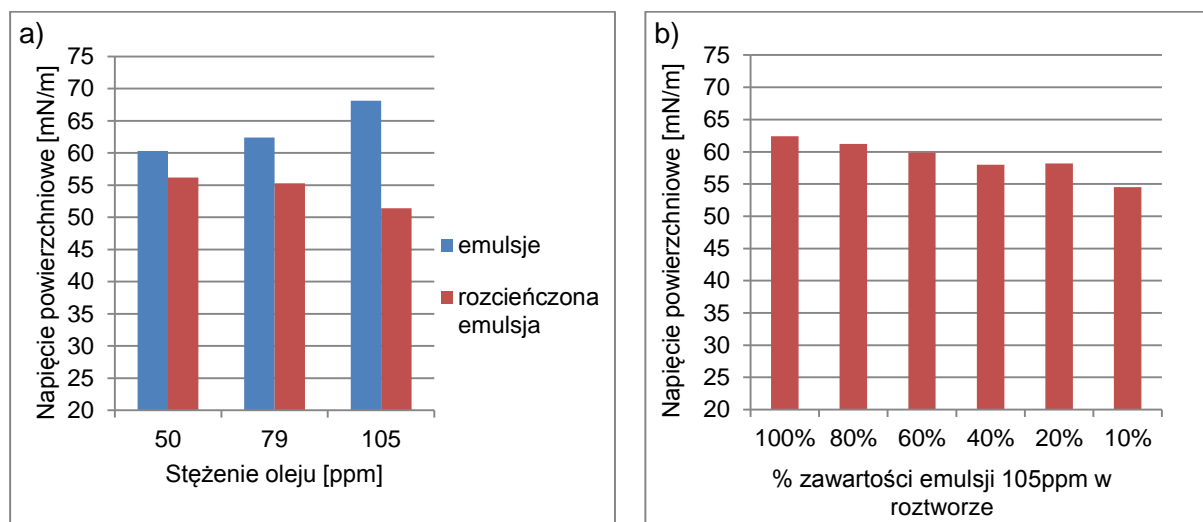 a)
Napięcie powierzchniowe [mN/m]
75
70
65
60
55
50
45
40
35
30
25
20
50 79 105
Stężenie oleju [ppm]
emulsje
rozcieńczona
emulsja
b)
Napięcie powierzchniowe [mN/m]
75
70
65
60
55
50
45
40
35
30
25
20
100% 80% 60% 40% 20% 10%
% zawartości emulsji 105ppm w
roztworze